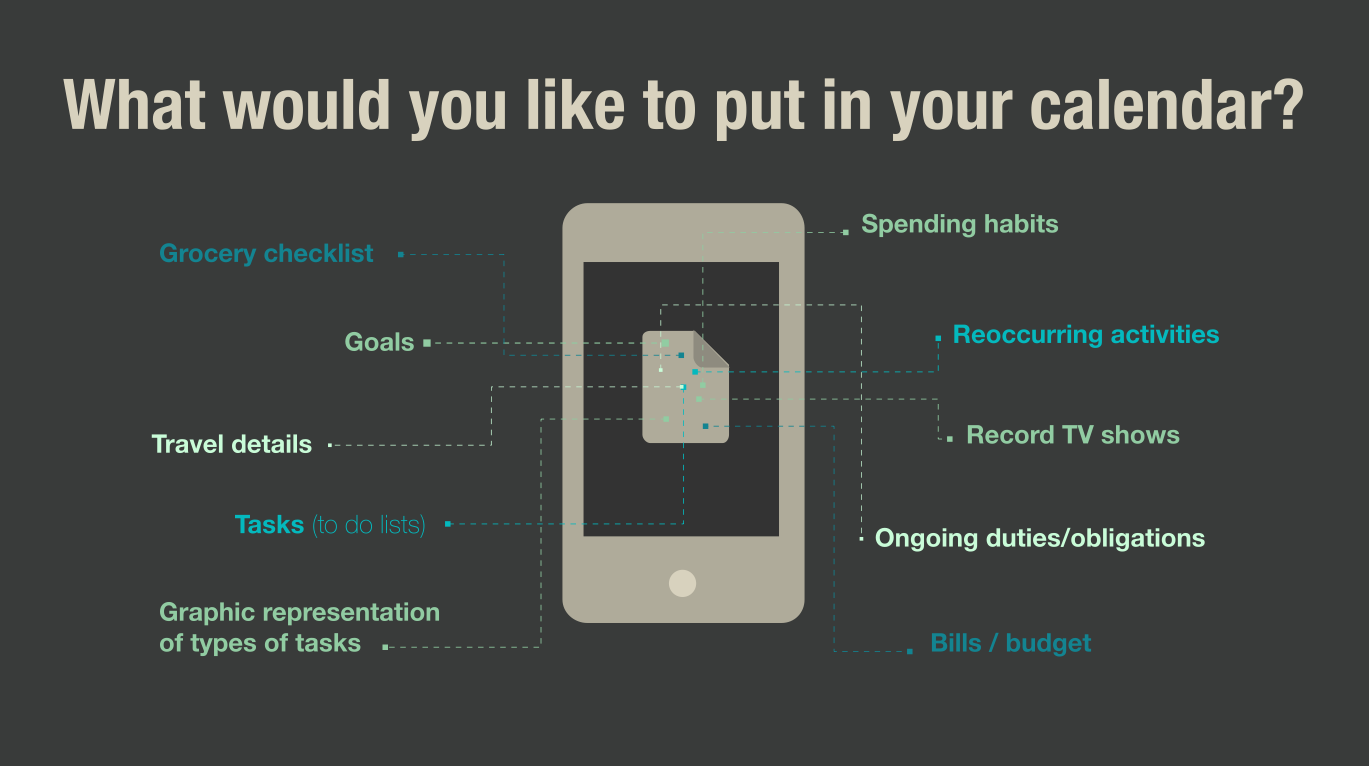 What would you like to put in your calendar?
Grocery checklist
Goals
Travel details
Tasks (to do lists)
Graphic representation
of types of tasks
Spending habits
Reoccurring activities
Record TV shows
Ongoing duties/obligations
Bills / budget